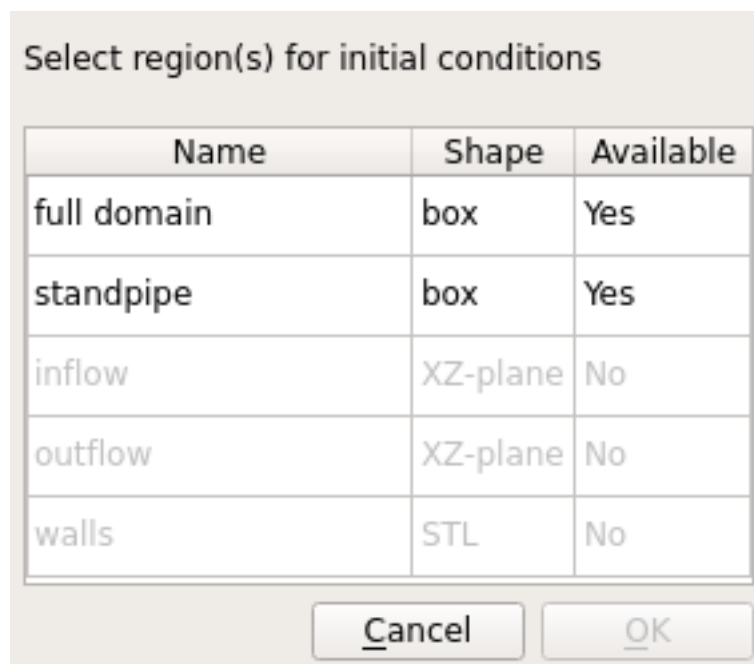 Select region(s) for initial conditions
Name Shape Available
full domain box Yes
standpipe box Yes
inflow XZ-plane No
outflow XZ-plane No
walls STL No
Cancel OK